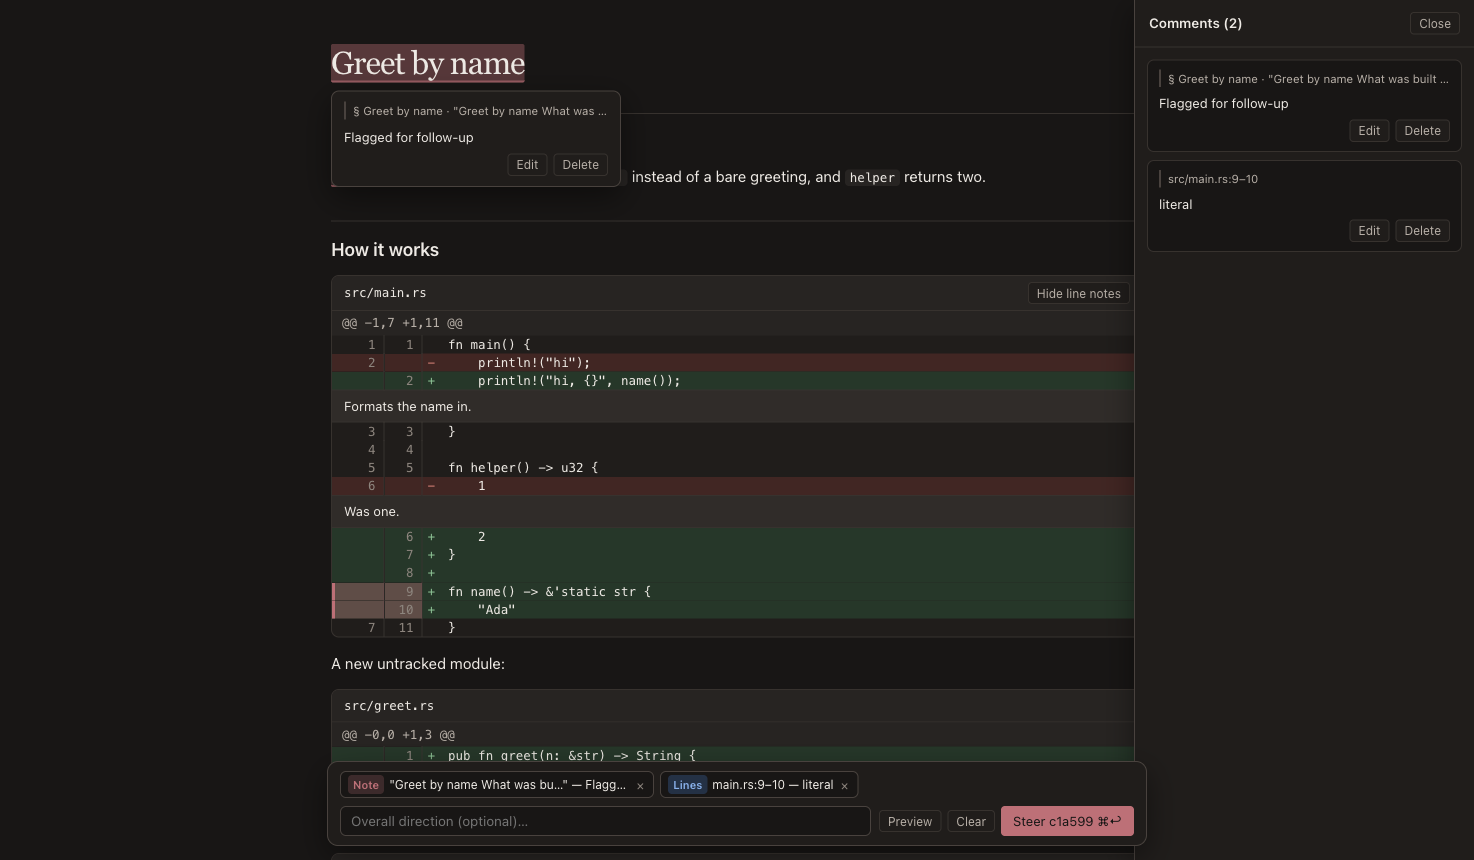 Greet by name
§ Greet by name · "Greet by name What was …
Flagged for follow-up
Edit Delete
instead of a bare greeting, and helper returns two.
How it works
src/main.rs Hide line notes
@@ −1,7 +1,11 @@
1 1 fn main() {
2 − println!("hi");
2 + println!("hi, {}", name());
Formats the name in.
3 3 }
4 4
5 5 fn helper() -> u32 {
6 − 1
Was one.
6 + 2
7 + }
8 +
9 + fn name() -> &'static str {
10 + "Ada"
7 11 }
A new untracked module:
src/greet.rs
@@ −0,0 +1,3 @@
1 + pub fn greet(n: &str) -> String {
Note "Greet by name What was bu…" — Flagg… ×
Lines main.rs:9–10 — literal ×
Overall direction (optional)…
Preview Clear Steer c1a599 ⌘↩
Comments (2) Close
§ Greet by name · "Greet by name What was built …
Flagged for follow-up
Edit Delete
src/main.rs:9–10
literal
Edit Delete